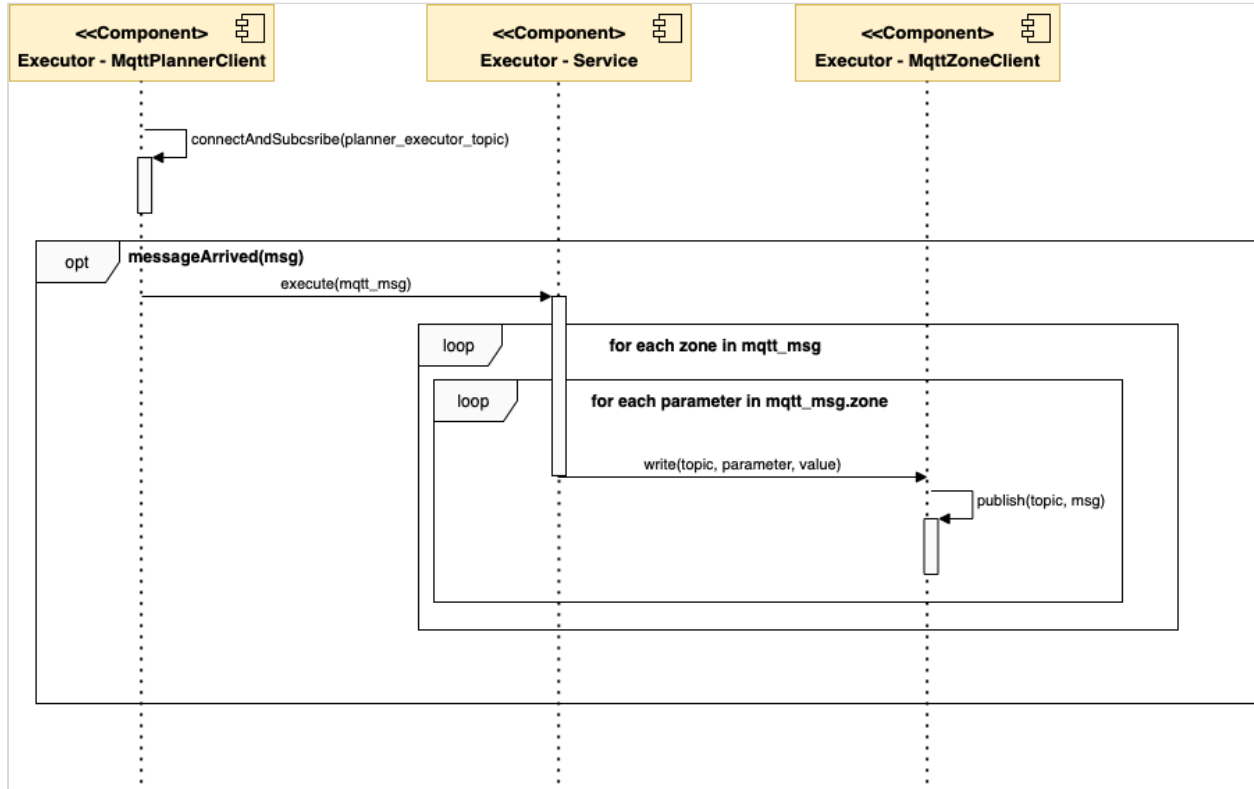 <<Component>
Executor - MqttPlannerClient
<<Component>
Executor - Service
<<Component>
Executor - MqttZoneClient
connectAndSubcsribe(planner_executor_topic)
opt
messageArrived(msg)
execute(mqtt_msg)
loop
for each zone in mqtt_msg
loop
for each parameter in mqtt_msg.zone
write(topic, parameter, value)
publish(topic, msg)